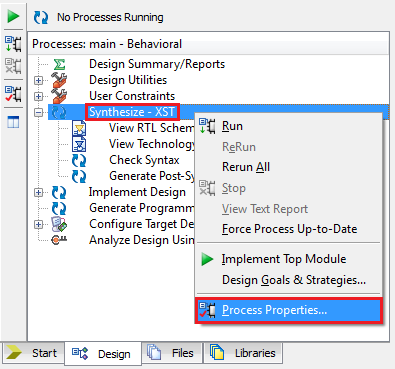 No Processes Running
Processes: main - Behavioral
Design Summary/Reports
Design Utilities
User Constraints
Synthesize - XST
View RTL Schem
View Technology
Check Syntax
Generate Post-Sy
Implement Design
Generate Programm
Configure Target De
Analyze Design Usin
Run
ReRun
Rerun All
Stop
View Text Report
Force Process Up-to-Date
Implement Top Module
Design Goals & Strategies...
Process Properties...
Start Design Files Libraries